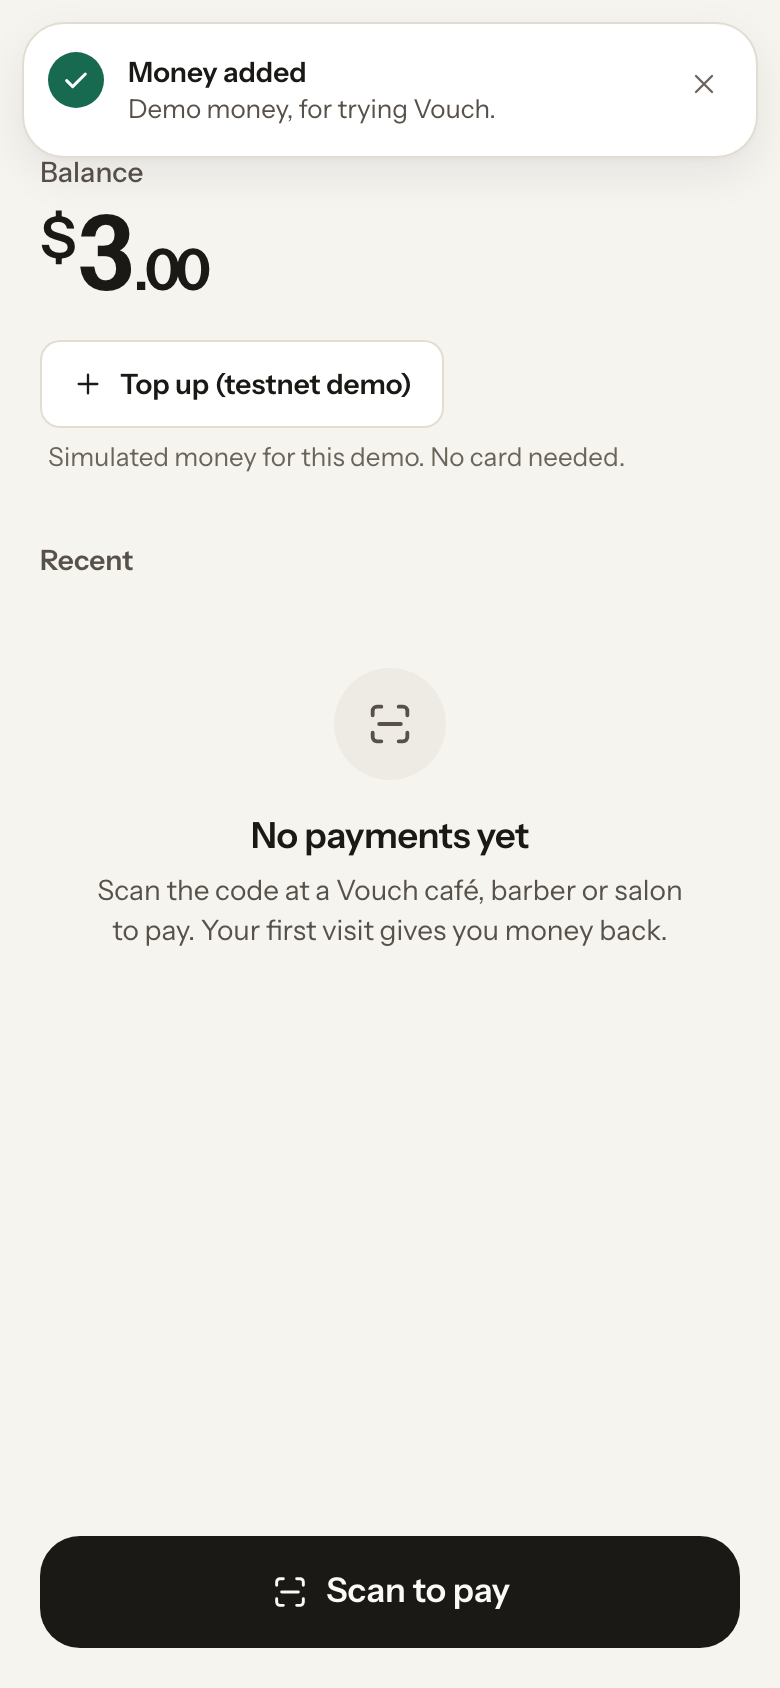 Money added
Demo money, for trying Vouch.
Balance
$3.00
Top up (testnet demo)
Simulated money for this demo. No card needed.
Recent
No payments yet
Scan the code at a Vouch café, barber or salon
to pay. Your first visit gives you money back.
Scan to pay